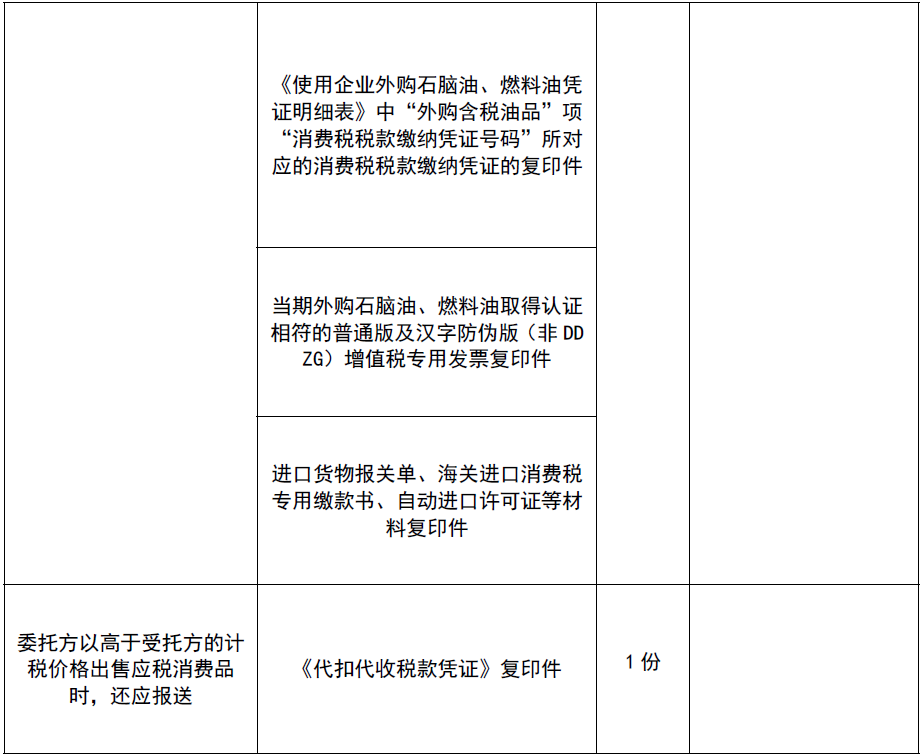 《使用企业外购石脑油、燃料油凭
证明细表》中“外购含税油品”项
“消费税税款缴纳凭证号码”所对
应的消费税税款缴纳凭证的复印件
当期外购石脑油、燃料油取得认证
相符的普通版及汉字防伪版（非 DD
ZG）增值税专用发票复印件
进口货物报关单、海关进口消费税
专用缴款书、自动进口许可证等材
料复印件
委托方以高于受托方的计
税价格出售应税消费品
时，还应报送
《代扣代收税款凭证》复印件
1 份